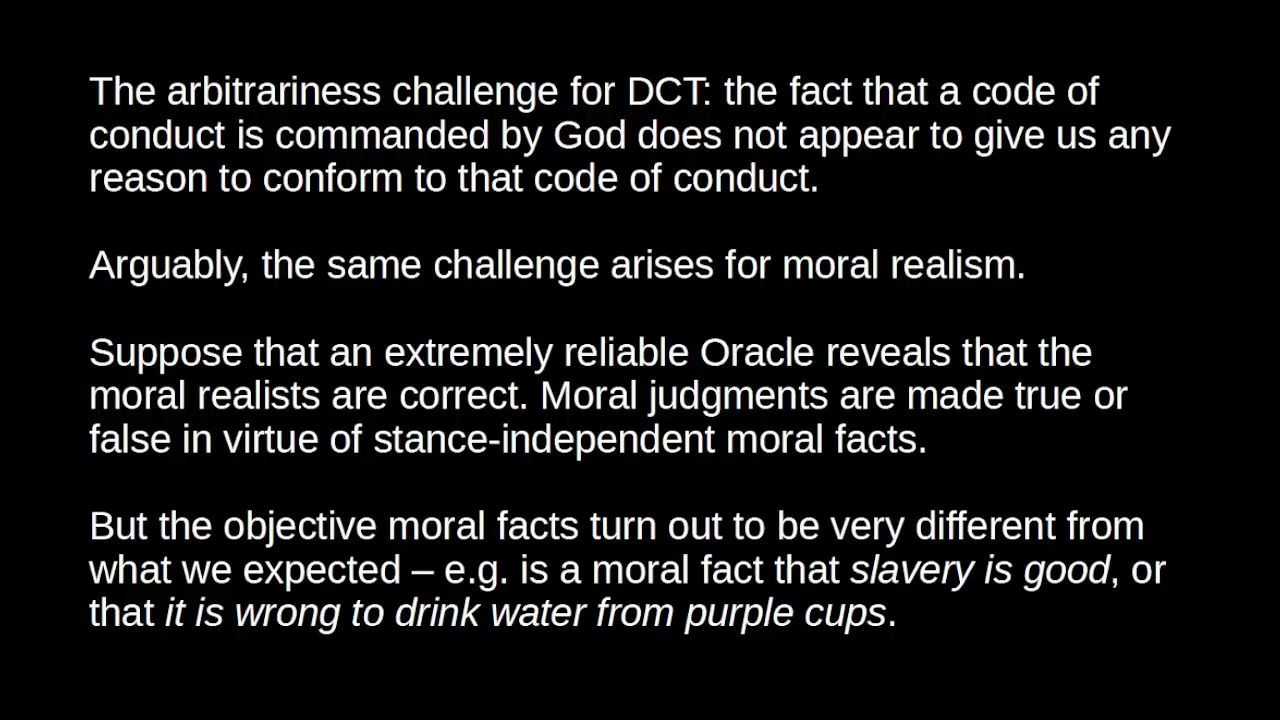 The arbitrariness challenge for DCT: the fact that a code of
conduct is commanded by God does not appear to give us any
reason to conform to that code of conduct.
Arguably, the same challenge arises for moral realism.
Suppose that an extremely reliable Oracle reveals that the
moral realists are correct. Moral judgments are made true or
false in virtue of stance-independent moral facts.
But the objective moral facts turn out to be very different from
what we expected – e.g. is a moral fact that slavery is good, or
that it is wrong to drink water from purple cups.